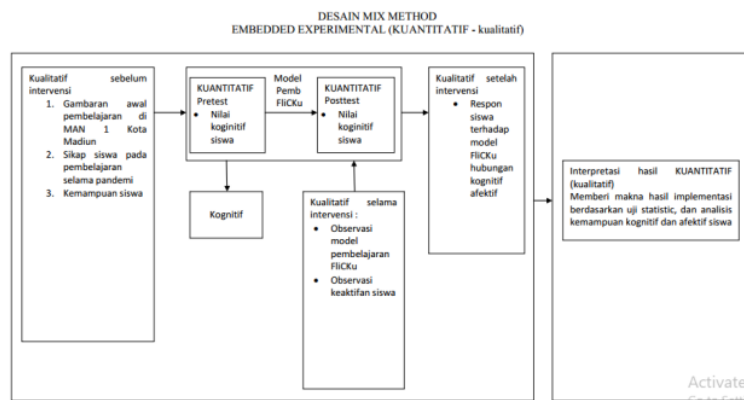 DESAIN MIX METHOD
EMBEDDED EXPERIMENTAL (KUANTITATIF - kualitatif)
Kualitatif sebelum
intervensi
1. Gambaran awal
pembelajaran di
MAN 1 Kota
Madiun
2. Sikap siswa pada
pembelajaran
selama pandemi
3. Kemampuan siswa
KUANTITATIF
Pretest
• Nilai
koginitif
siswa
Model
Pemb
FliCKu
KUANTITATIF
Posttest
• Nilai
koginitif
siswa
Kognitif
Kualitatif selama
intervensi :
• Observasi
model
pembelajaran
FliCKu
• Observasi
keaktifan siswa
Kualitatif setelah
intervensi
• Respon
siswa
terhadap
model
FliCKu
hubungan
kognitif
afektif
Interpretasi hasil KUANTITATIF
(kualitatif)
Memberi makna hasil implementasi
berdasarkan uji statistic, dan analisis
kemampuan kognitif dan afektif siswa
Activate